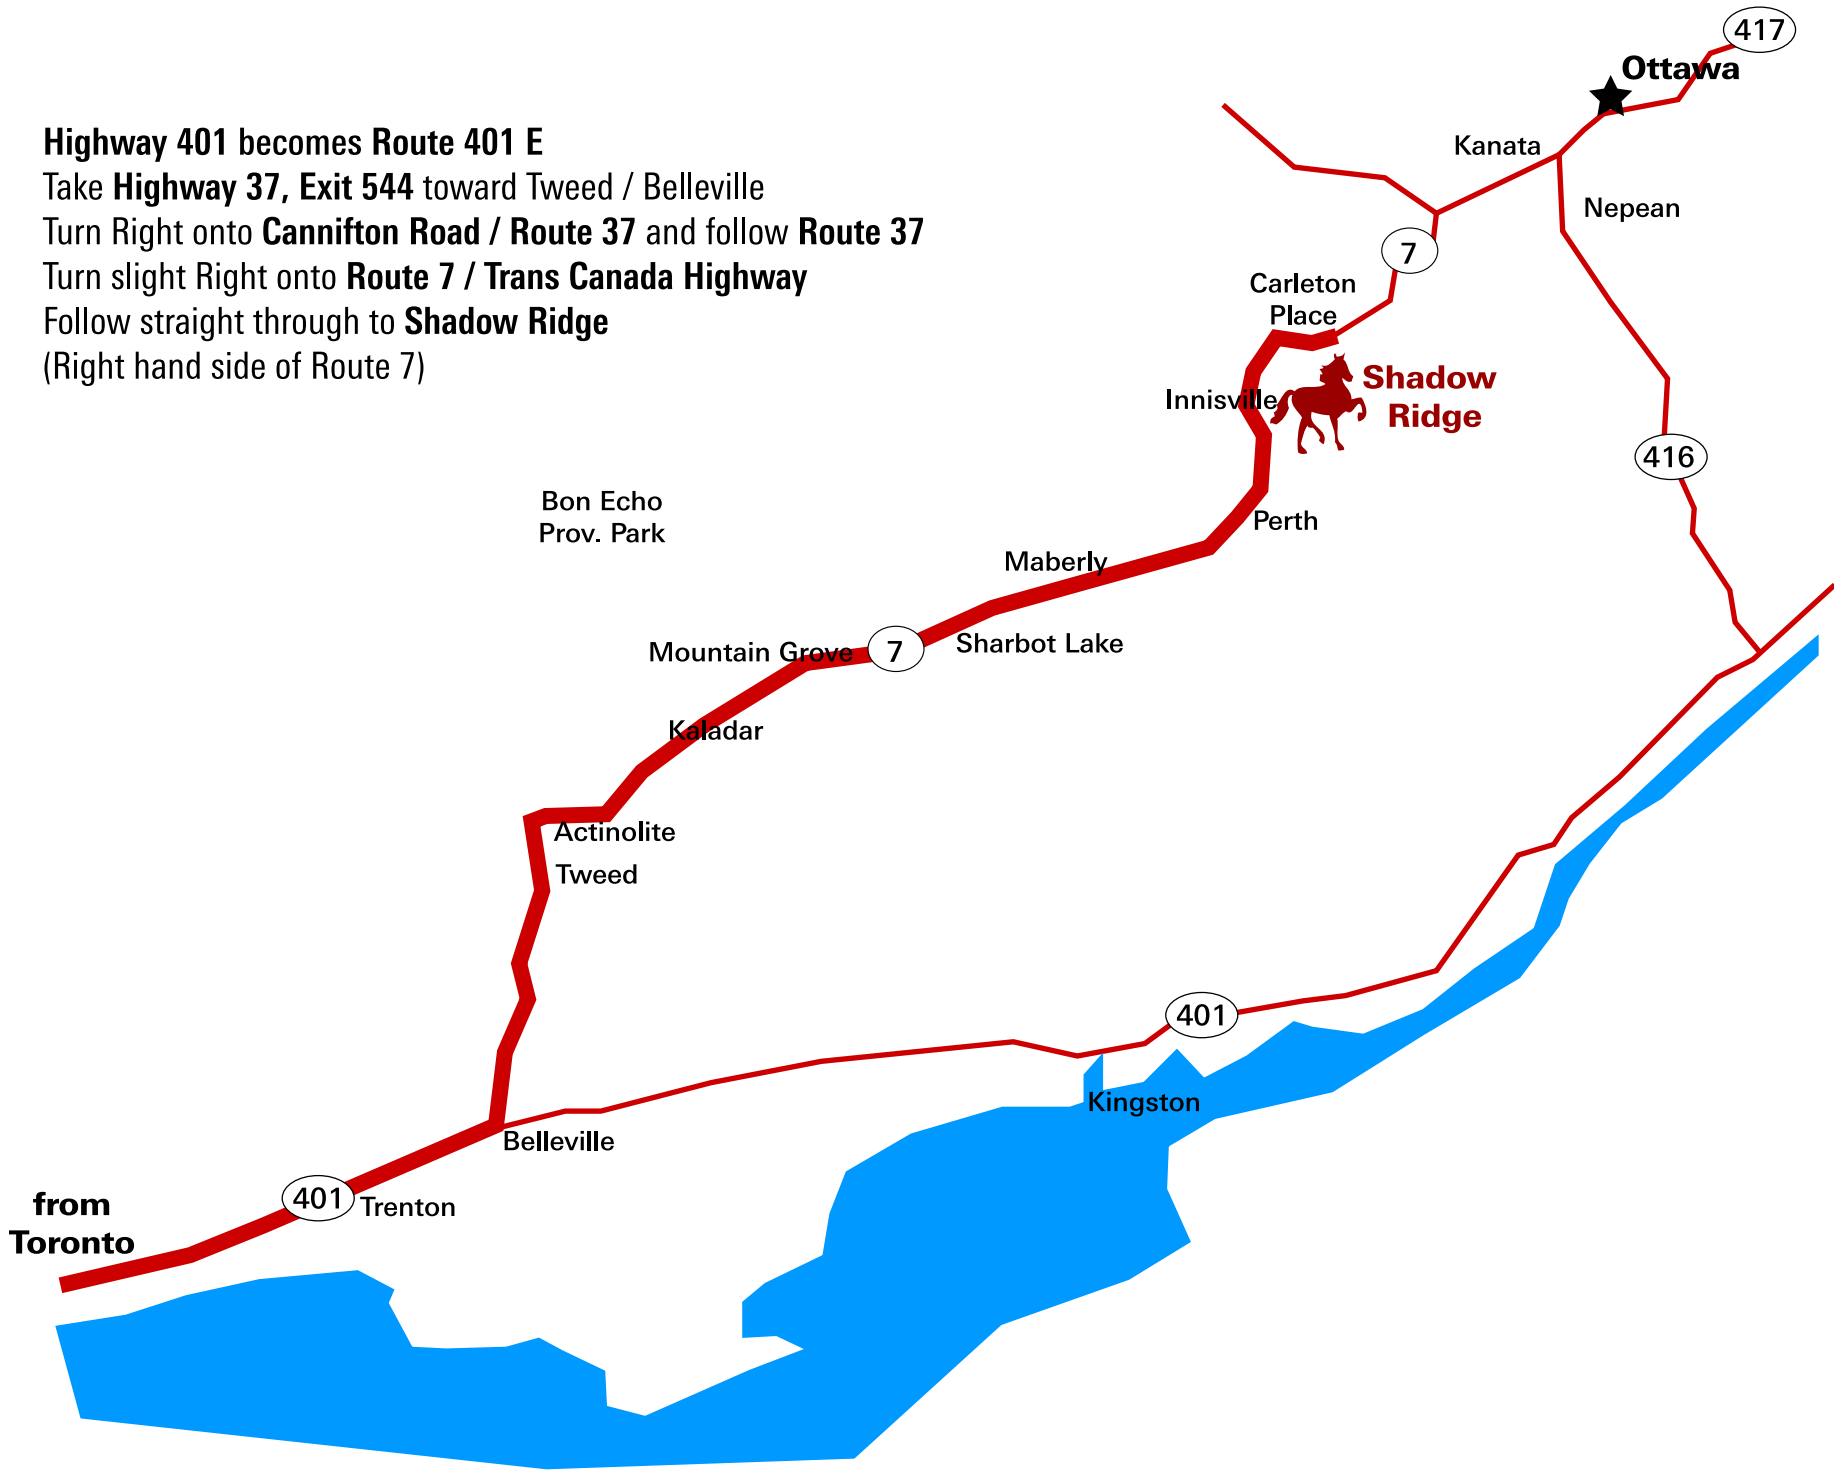 417
Ottawa
Highway 401 becomes Route 401 E
Take Highway 37, Exit 544 toward Tweed / Belleville
Turn Right onto Cannifton Road / Route 37 and follow Route 37
Turn slight Right onto Route 7 / Trans Canada Highway
Follow straight through to Shadow Ridge
(Right hand side of Route 7)
Kanata
Nepean
7
Carleton
Place
Shadow
Ridge
Innisville
416
Bon Echo
Prov. Park
Perth
Maberly
Sharbot Lake
7
Mountain Grove
Kaladar
Actinolite
Tweed
401
Kingston
Belleville
401
Trenton
from
Toronto